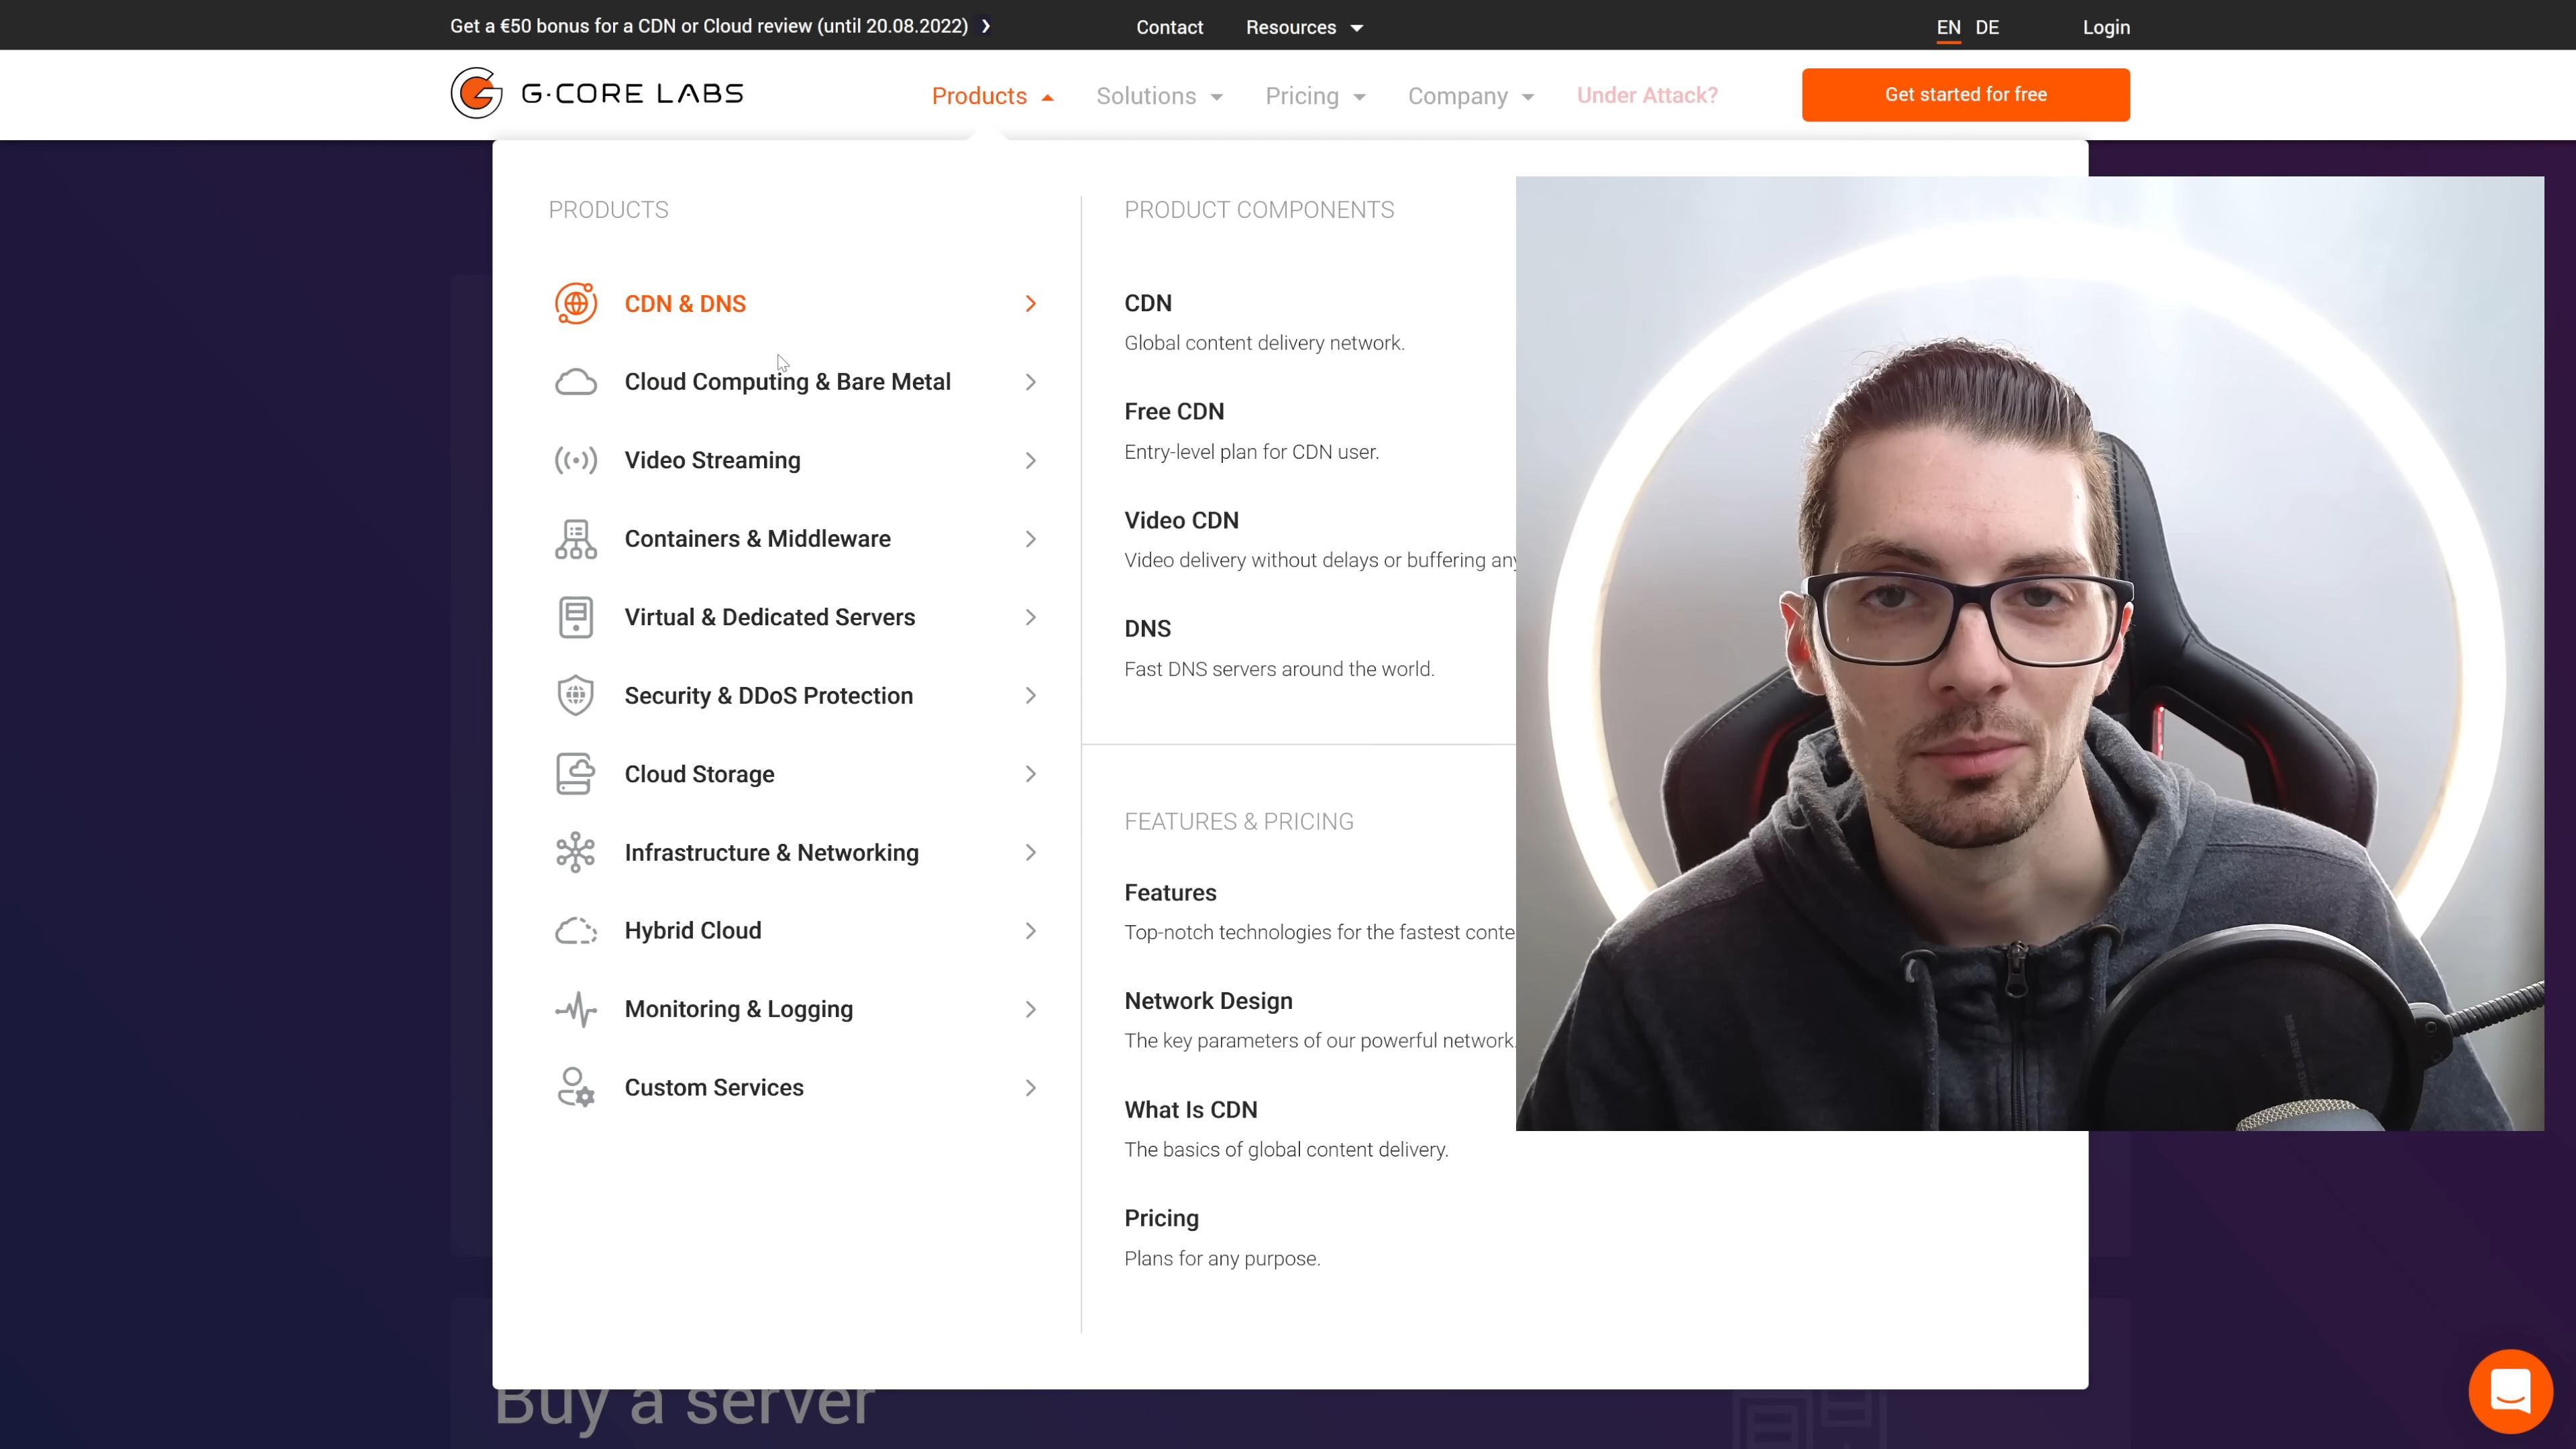 Get a €50 bonus for a CDN or Cloud review (until 20.08.2022)
Contact
Resources
EN DE
Login
G·CORE LABS
Products
Solutions
Pricing
Company
Under Attack?
Get started for free
PRODUCTS
CDN & DNS
Cloud Computing & Bare Metal
Video Streaming
Containers & Middleware
Virtual & Dedicated Servers
Security & DDoS Protection
Cloud Storage
Infrastructure & Networking
Hybrid Cloud
Monitoring & Logging
Custom Services
PRODUCT COMPONENTS
CDN
Global content delivery network.
Free CDN
Entry-level plan for CDN user.
Video CDN
Video delivery without delays or buffering
DNS
Fast DNS servers around the world.
FEATURES & PRICING
Features
Top-notch technologies for the fastest
Network Design
The key parameters of our powerful network.
What Is CDN
The basics of global content delivery.
Pricing
Plans for any purpose.
Buy a server